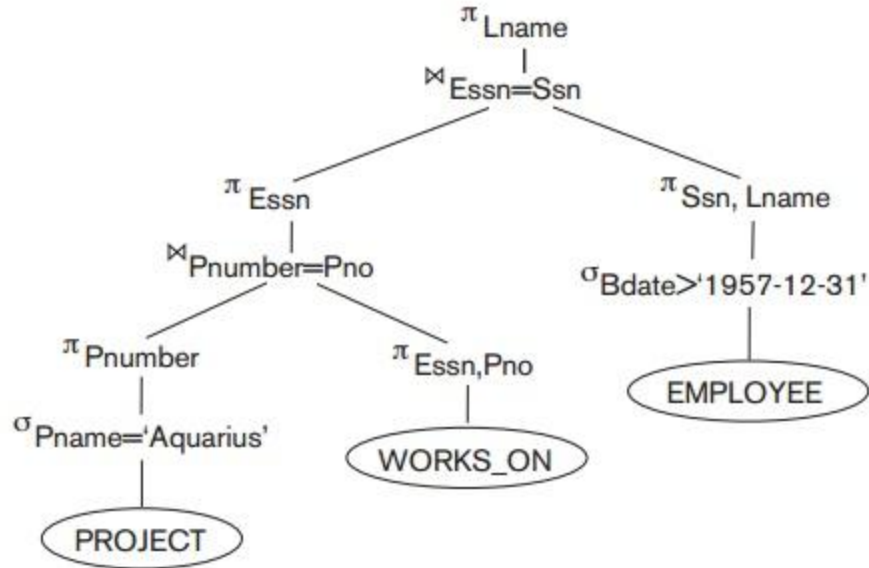 π Lname
⋈ Essn=Ssn
π Essn
π Ssn, Lname
⋈ Pnumber=Pno
σ Bdate>‘1957-12-31’
π Pnumber
π Essn,Pno
EMPLOYEE
σ Pname=‘Aquarius’
WORKS_ON
PROJECT